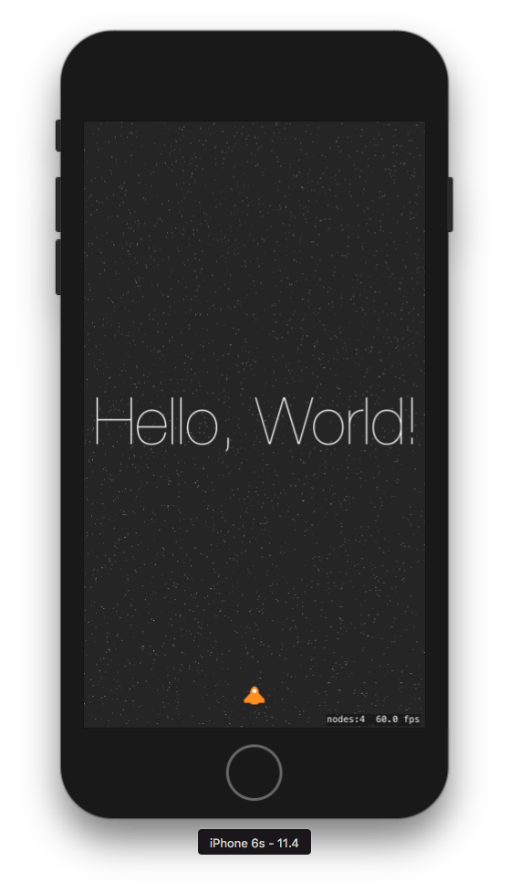 Hello, World!
nodes:4 60.0 fps
iPhone 6s - 11.4